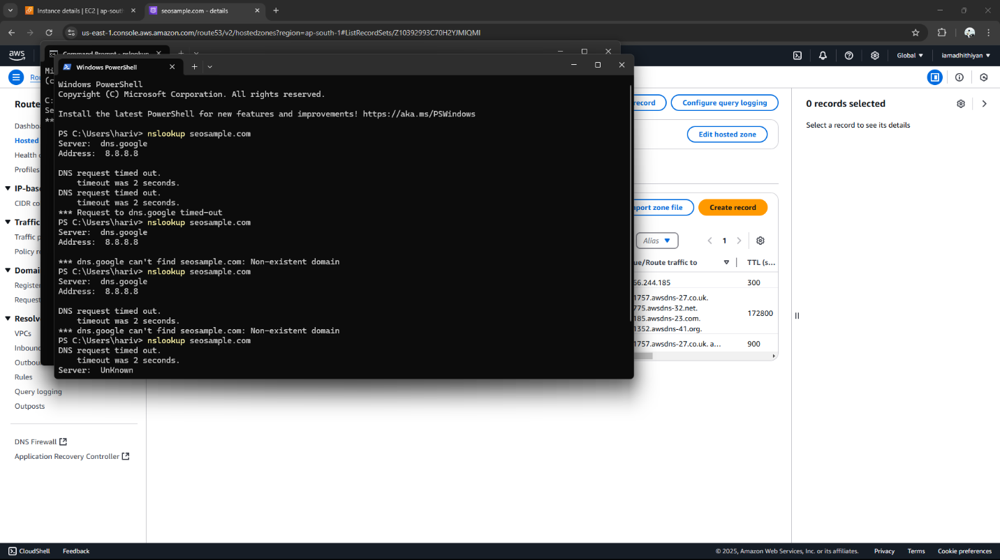 Instance details | EC2 | ap-south
seosample.com - details
us-east-1.console.aws.amazon.com/route53/v2/hostedzones?region=ap-south-1#ListRecordSets/Z10392993C70H2YJMIQMI
aws
Command Prompt - nslookup
Global
iamadhithiyan
Windows PowerShell
Windows PowerShell
Copyright (C) Microsoft Corporation. All rights reserved.
Install the latest PowerShell for new features and improvements! https://aka.ms/PSWindows
PS C:\Users\hariv> nslookup seosample.com
Server:  dns.google
Address:  8.8.8.8
DNS request timed out.
    timeout was 2 seconds.
DNS request timed out.
    timeout was 2 seconds.
*** Request to dns.google timed-out
PS C:\Users\hariv> nslookup seosample.com
Server:  dns.google
Address:  8.8.8.8
*** dns.google can't find seosample.com: Non-existent domain
PS C:\Users\hariv> nslookup seosample.com
Server:  dns.google
Address:  8.8.8.8
DNS request timed out.
    timeout was 2 seconds.
*** dns.google can't find seosample.com: Non-existent domain
PS C:\Users\hariv> nslookup seosample.com
DNS request timed out.
    timeout was 2 seconds.
Server:  UnKnown
Mi
(c
C:
Se
**
Rou
Route
Dashbo
Hosted
Health c
Profiles
IP-base
CIDR co
Traffic
Traffic p
Policy re
Domai
Register
Request
Resolv
VPCs
Inboun
Outbou
Rules
Query logging
Outposts
DNS Firewall
Application Recovery Controller
record
Configure query logging
Edit hosted zone
port zone file
Create record
Alias
1
ue/Route traffic to
TTL (s...
56.244.185
300
1757.awsdns-27.co.uk.
775.awsdns-32.net.
185.awsdns-23.com.
1352.awsdns-41.org.
172800
1757.awsdns-27.co.uk. a...
900
0 records selected
Select a record to see its details
CloudShell
Feedback
© 2025, Amazon Web Services, Inc. or its affiliates.
Privacy
Terms
Cookie preferences